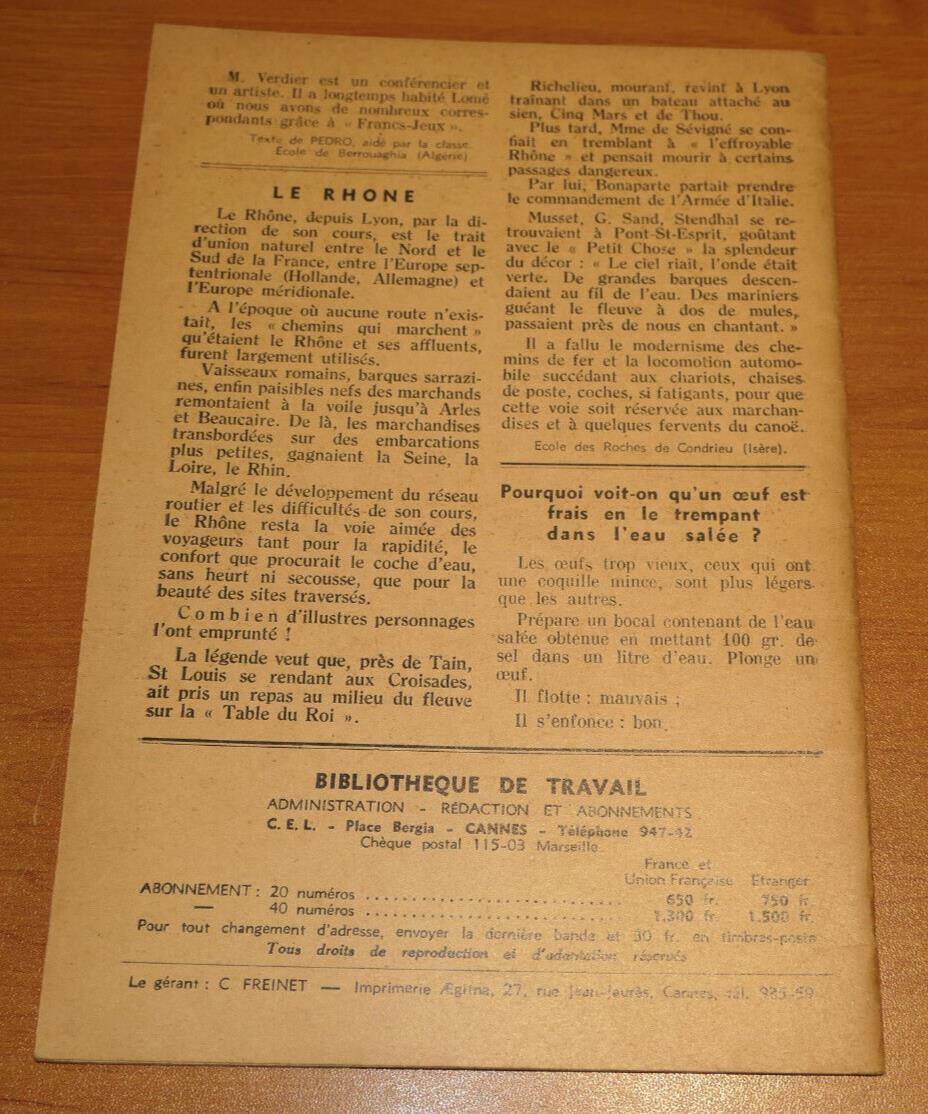 M. Verdier est un conférencier et
un artiste. Il a longtemps habité Lomé
où nous avons de nombreux corres-
pondants grâce à « Francs-Jeux ».
Texte de PEDRO, aidé par la classe.
Ecole de Berrouaghia (Algérie).
LE RHONE
Le Rhône, depuis Lyon, par la di-
rection de son cours, est le trait
d'union naturel entre le Nord et le
Sud de la France, entre l'Europe sep-
tentrionale (Hollande, Allemagne) et
l'Europe méridionale.
A l'époque où aucune route n'exis-
tait, les « chemins qui marchent »
qu'étaient le Rhône et ses affluents,
furent largement utilisés.
Vaisseaux romains, barques sarrazi-
nes, enfin paisibles nefs des marchands
remontaient à la voile jusqu'à Arles
et Beaucaire. De là, les marchandises
transbordées sur des embarcations
plus petites, gagnaient la Seine, la
Loire, le Rhin.
Malgré le développement du réseau
routier et les difficultés de son cours,
le Rhône resta la voie aimée des
voyageurs tant pour la rapidité, le
confort que procurait le coche d'eau,
sans heurt ni secousse, que pour la
beauté des sites traversés.
Combien d'illustres personnages
l'ont emprunté !
La légende veut que, près de Tain,
St Louis se rendant aux Croisades,
ait pris un repas au milieu du fleuve
sur la « Table du Roi ».
Richelieu, mourant, revint à Lyon
traînant dans un bateau attaché au
sien, Cinq Mars et de Thou.
Plus tard, Mme de Sévigné se con-
fiait en tremblant à « l'effroyable
Rhône » et pensait mourir à certains
passages dangereux.
Par lui, Bonaparte partait prendre
le commandement de l'Armée d'Italie.
Musset, G. Sand, Stendhal se re-
trouvaient à Pont-St-Esprit, goûtant
avec le « Petit Chose » la splendeur
du décor : « Le ciel riait, l'onde était
verte. De grandes barques descen-
daient au fil de l'eau. Des mariniers
guéant le fleuve à dos de mules,
passaient près de nous en chantant. »
Il a fallu le modernisme des che-
mins de fer et la locomotion automo-
bile succédant aux chariots, chaises
de poste, coches, si fatigants, pour que
cette voie soit réservée aux marchan-
dises et à quelques fervents du canoë.
Ecole des Roches de Condrieu (Isère).
Pourquoi voit-on qu'un œuf est
frais en le trempant
dans l'eau salée ?
Les œufs trop vieux, ceux qui ont
une coquille mince, sont plus légers
que les autres.
Prépare un bocal contenant de l'eau
salée obtenue en mettant 100 gr. de
sel dans un litre d'eau. Plonge un
œuf.
Il flotte : mauvais ;
Il s'enfonce : bon.
BIBLIOTHEQUE DE TRAVAIL
ADMINISTRATION - RÉDACTION ET ABONNEMENTS
C. E. L. - Place Bergia - CANNES - Téléphone 947-42
Chèque postal 115-03 Marseille
France et
Union Française Etranger
ABONNEMENT : 20 numéros ........ 650 fr. 750 fr.
— 40 numéros ........ 1.300 fr. 1.500 fr.
Pour tout changement d'adresse, envoyer la dernière bande et 30 fr. en timbres-poste
Tous droits de reproduction et d'adaptation réservés
Le gérant : C. FREINET — Imprimerie Ægitna, 27, rue Jean-Jaurès, Cannes, tél. 935-59